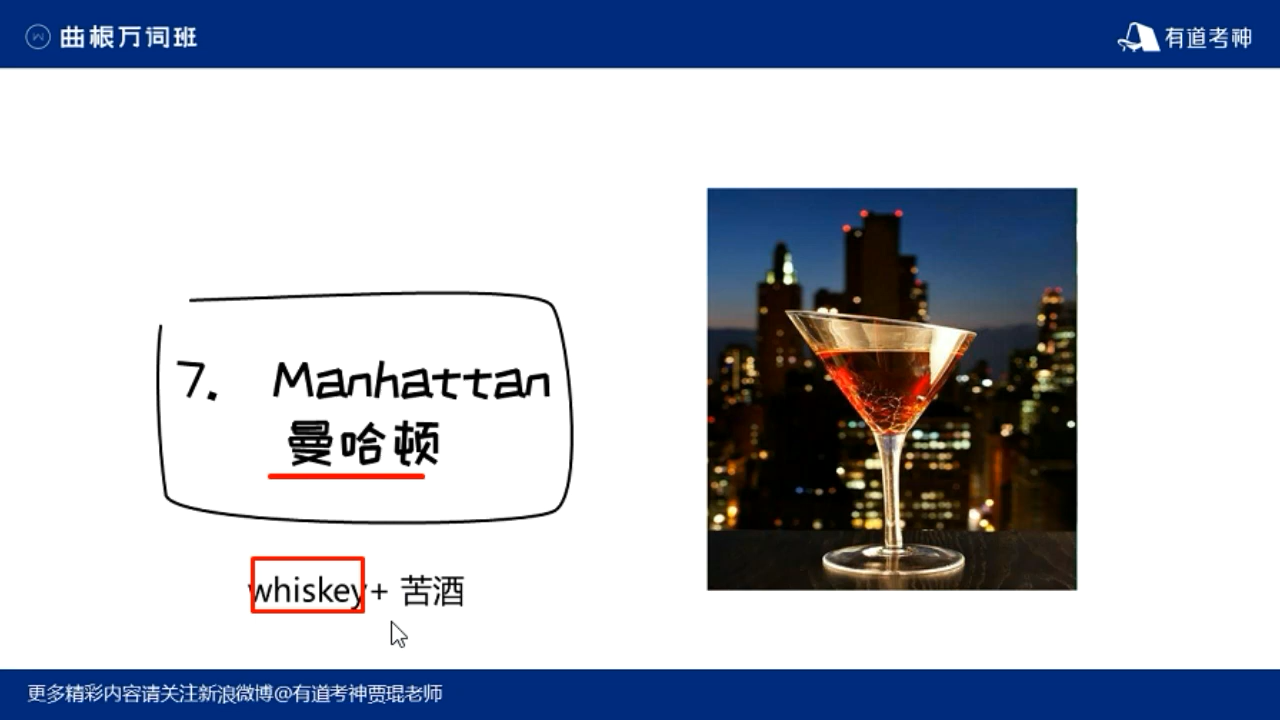 曲根万词班
有道考神
7. Manhattan
曼哈顿
whiskey+ 苦酒
更多精彩内容请关注新浪微博@有道考神贾琨老师